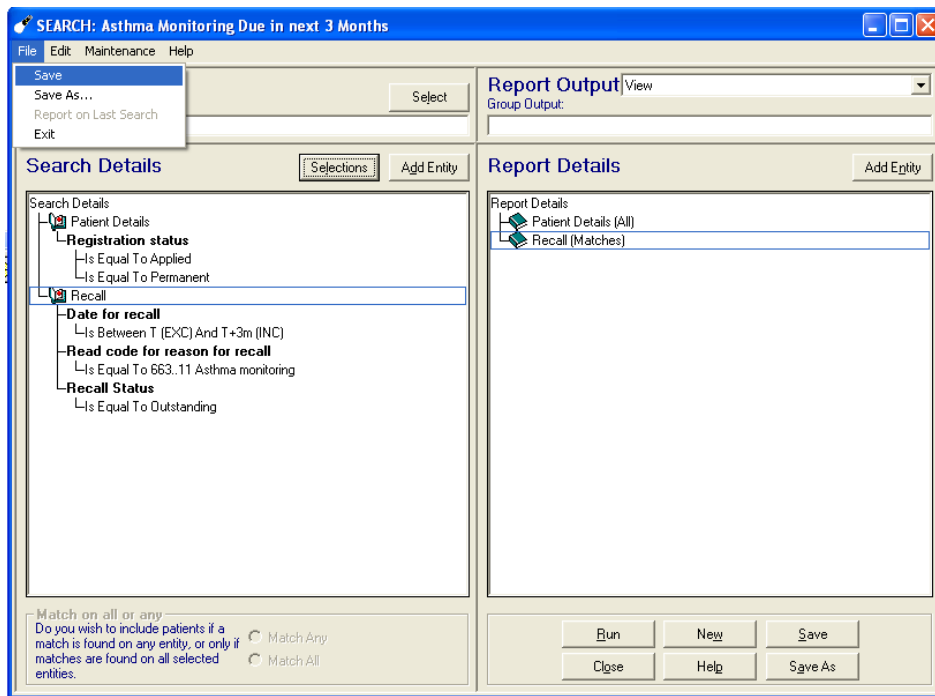 SEARCH: Asthma Monitoring Due in next 3 Months
File Edit Maintenance Help
Save
Save As...
Report on Last Search
Exit
Select
Report Output View
Group Output:
Search Details
Selections
Add Entity
Search Details
Patient Details
Registration status
Is Equal To Applied
Is Equal To Permanent
Recall
Date for recall
Is Between T (EXC) And T+3m (INC)
Read code for reason for recall
Is Equal To 663..11 Asthma monitoring
Recall Status
Is Equal To Outstanding
Match on all or any
Do you wish to include patients if a
match is found on any entity, or only if
matches are found on all selected
entities.
Match Any
Match All
Report Details
Add Entity
Report Details
Patient Details (All)
Recall (Matches)
Run New Save
Close Help Save As